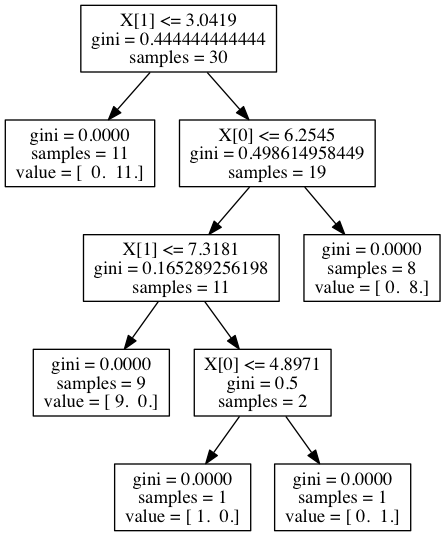 X[1] <= 3.0419
gini = 0.444444444444
samples = 30
gini = 0.0000
samples = 11
value = [  0.  11.]
X[0] <= 6.2545
gini = 0.498614958449
samples = 19
X[1] <= 7.3181
gini = 0.165289256198
samples = 11
gini = 0.0000
samples = 8
value = [ 0.  8.]
gini = 0.0000
samples = 9
value = [ 9.  0.]
X[0] <= 4.8971
gini = 0.5
samples = 2
gini = 0.0000
samples = 1
value = [ 1.  0.]
gini = 0.0000
samples = 1
value = [ 0.  1.]